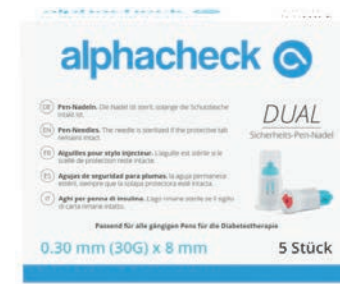 alphacheck
DE Pen-Nadeln. Die Nadel ist steril, solange die Schutzlasche
intakt ist.
DUAL
Sicherheits-Pen-Nadel
EN Pen-Needles. The needle is sterilized if the protective tab
remains intact.
FR Aiguilles pour stylo injecteur. L'aiguille est stérile si le
scellé de protection reste intacte.
ES Agujas de seguridad para plumas. la aguja permanece
estéril, siempre que la solapa protectora esté intacta.
IT Aghi per penna di insulina. L'ago rimane sterile se il sigillo
di carta rimane intatto.
Passend für alle gängigen Pens für die Diabetestherapie
0.30 mm (30G) x 8 mm
5 Stück